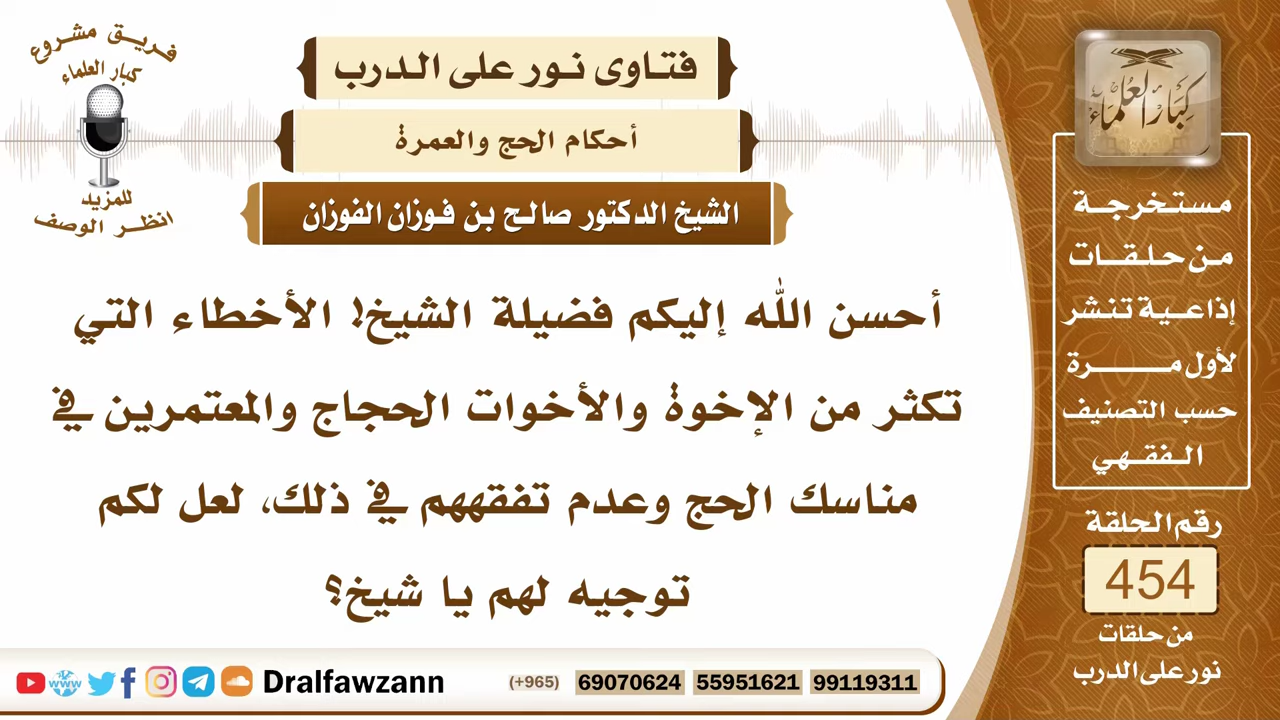 فريق مشروع
كبار العلماء
للمزيد
انظر الوصف
فتاوى نور على الدرب
أحكام الحج والعمرة
الشيخ الدكتور صالح بن فوزان الفوزان
أحسن الله إليكم فضيلة الشيخ! الأخطاء التي
تكثر من الإخوة والأخوات الحجاج والمعتمرين في
مناسك الحج وعدم تفقههم في ذلك، لعل لكم
توجيه لهم يا شيخ؟
كبار العلماء
مستخرجة
من حلقات
إذاعية تنشر
لأول مرة
حسب التصنيف
الفقهي
رقم الحلقة
454
من حلقات
نور على الدرب
www Dralfawzann (+965) 69070624 55951621 99119311